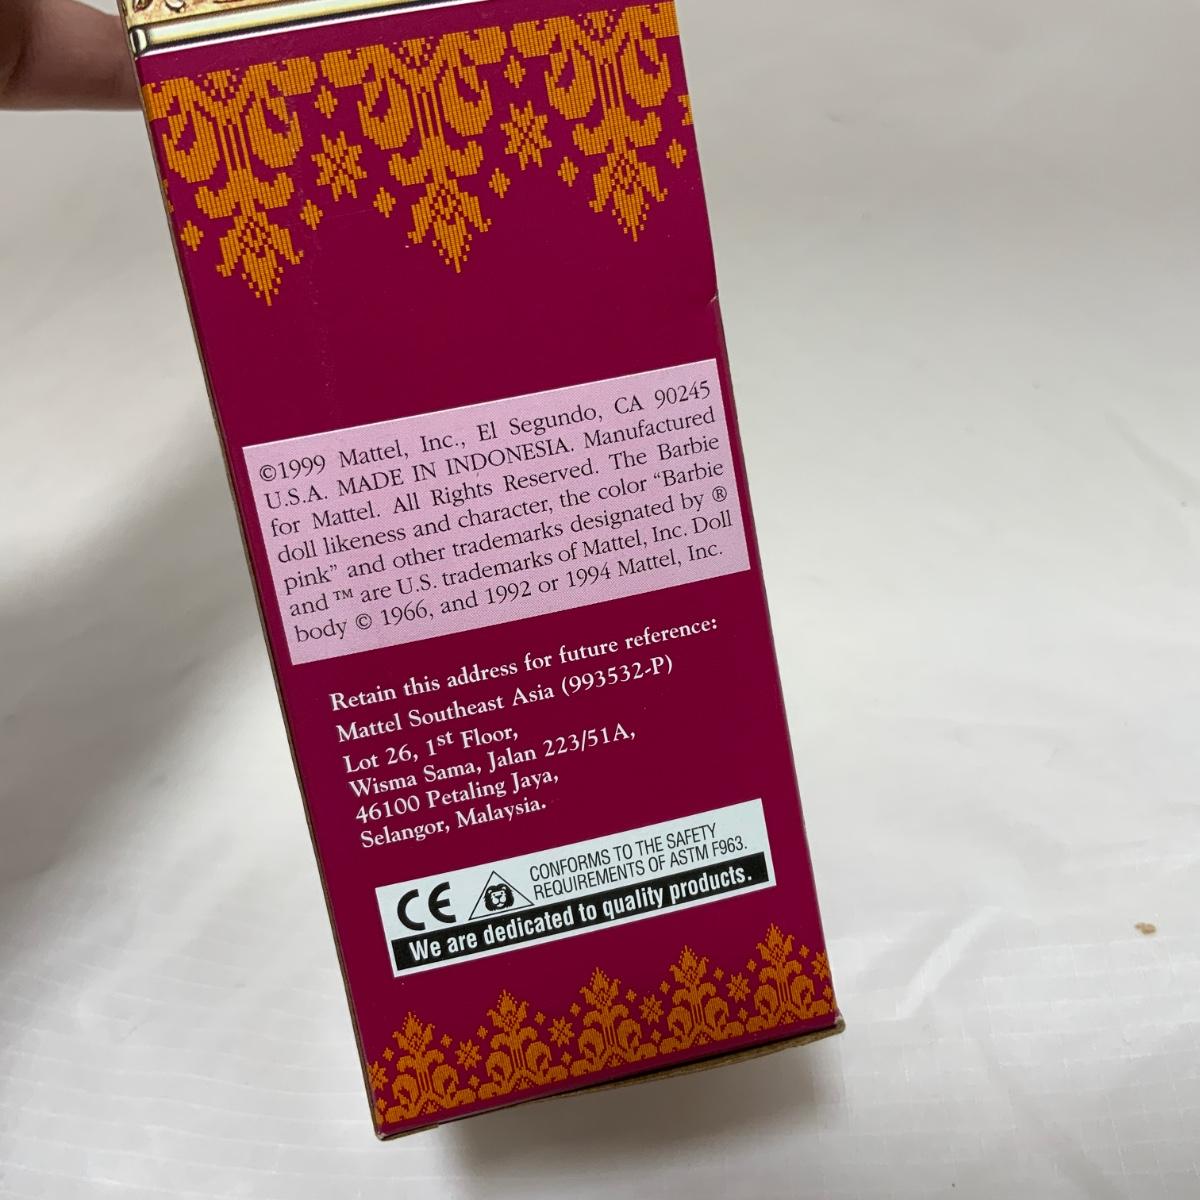 ©1999 Mattel, Inc., El Segundo, CA 90245
U.S.A. MADE IN INDONESIA. Manufactured
for Mattel. All Rights Reserved. The Barbie
doll likeness and character, the color “Barbie
pink” and other trademarks designated by ®
and ™ are U.S. trademarks of Mattel, Inc. Doll
body © 1966, and 1992 or 1994 Mattel, Inc.
Retain this address for future reference:
Mattel Southeast Asia (993532-P)
Lot 26, 1st Floor,
Wisma Sama, Jalan 223/51A,
46100 Petaling Jaya,
Selangor, Malaysia.
CE
CONFORMS TO THE SAFETY
REQUIREMENTS OF ASTM F963.
We are dedicated to quality products.